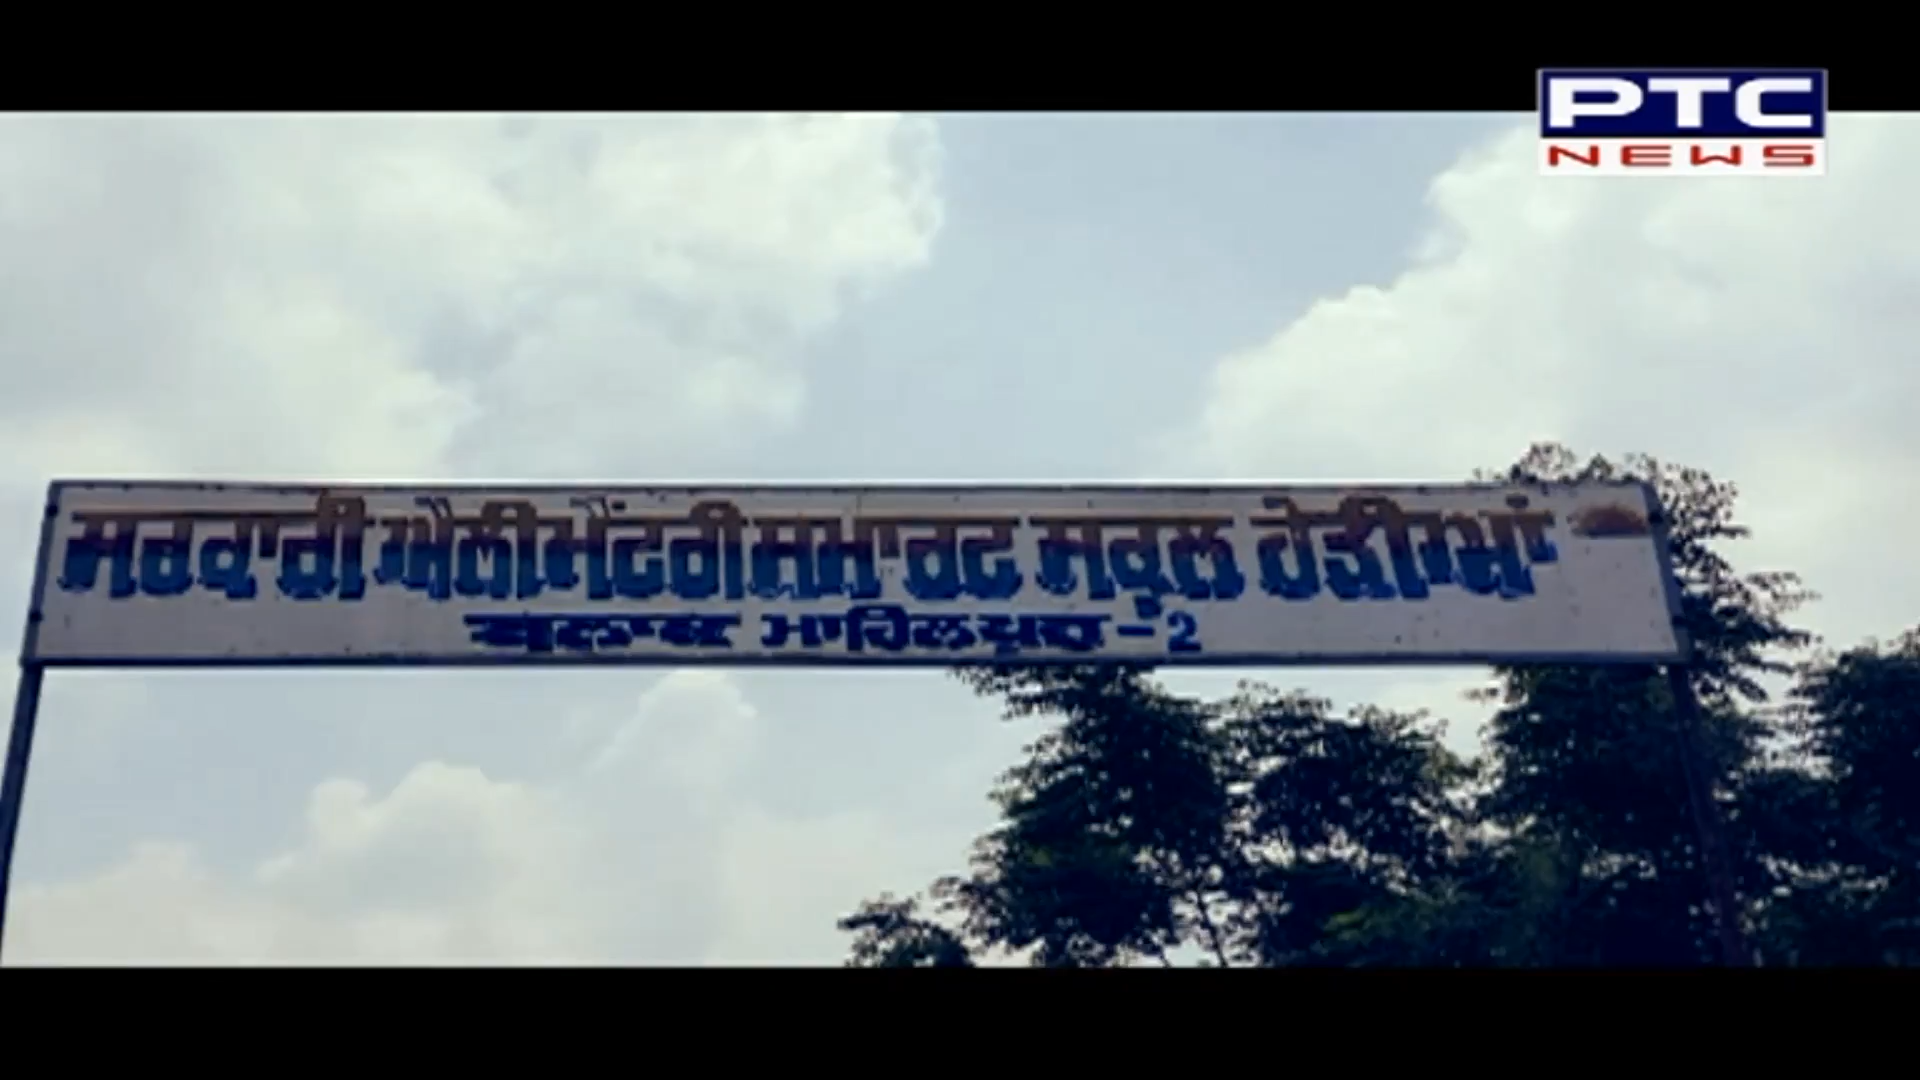 PTC
NEWS
ਸਰਕਾਰੀ ਐਲੀਮੈਂਟਰੀ ਸਮਾਰਟ ਸਕੂਲ ਹੇੜੀਆਂ
ਬਲਾਕ ਮਾਹਿਲਪੁਰ-2